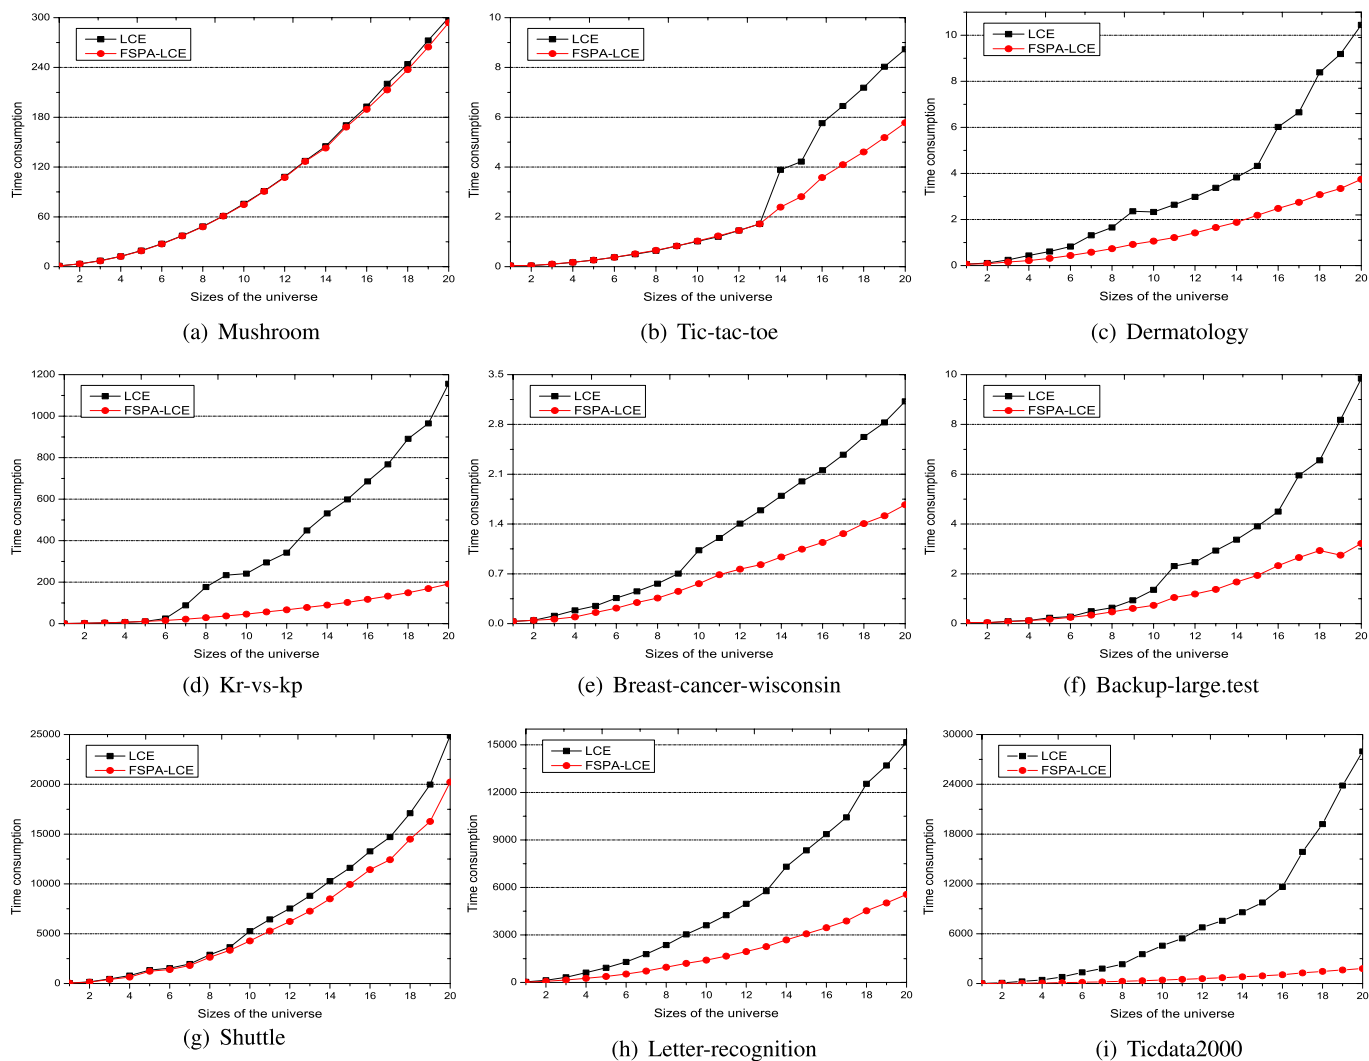 300
240
180
120
60
0
Time consumption
LCE
FSPA-LCE
2 4 6 8 10 12 14 16 18 20
Sizes of the universe
(a) Mushroom
10
8
6
4
2
0
Time consumption
LCE
FSPA-LCE
2 4 6 8 10 12 14 16 18 20
Sizes of the universe
(b) Tic-tac-toe
10
8
6
4
2
0
Time consumption
LCE
FSPA-LCE
2 4 6 8 10 12 14 16 18 20
Sizes of the universe
(c) Dermatology
1200
1000
800
600
400
200
0
Time consumption
LCE
FSPA-LCE
2 4 6 8 10 12 14 16 18 20
Sizes of the universe
(d) Kr-vs-kp
3.5
2.8
2.1
1.4
0.7
0.0
Time consumption
LCE
FSPA-LCE
2 4 6 8 10 12 14 16 18 20
Sizes of the universe
(e) Breast-cancer-wisconsin
10
8
6
4
2
0
Time consumption
LCE
FSPA-LCE
2 4 6 8 10 12 14 16 18 20
Sizes of the universe
(f) Backup-large.test
25000
20000
15000
10000
5000
0
Time consumption
LCE
FSPA-LCE
2 4 6 8 10 12 14 16 18 20
Sizes of the universe
(g) Shuttle
15000
12000
9000
6000
3000
0
Time consumption
LCE
FSPA-LCE
2 4 6 8 10 12 14 16 18 20
Sizes of the universe
(h) Letter-recognition
30000
24000
18000
12000
6000
0
Time consumption
LCE
FSPA-LCE
2 4 6 8 10 12 14 16 18 20
Sizes of the universe
(i) Ticdata2000